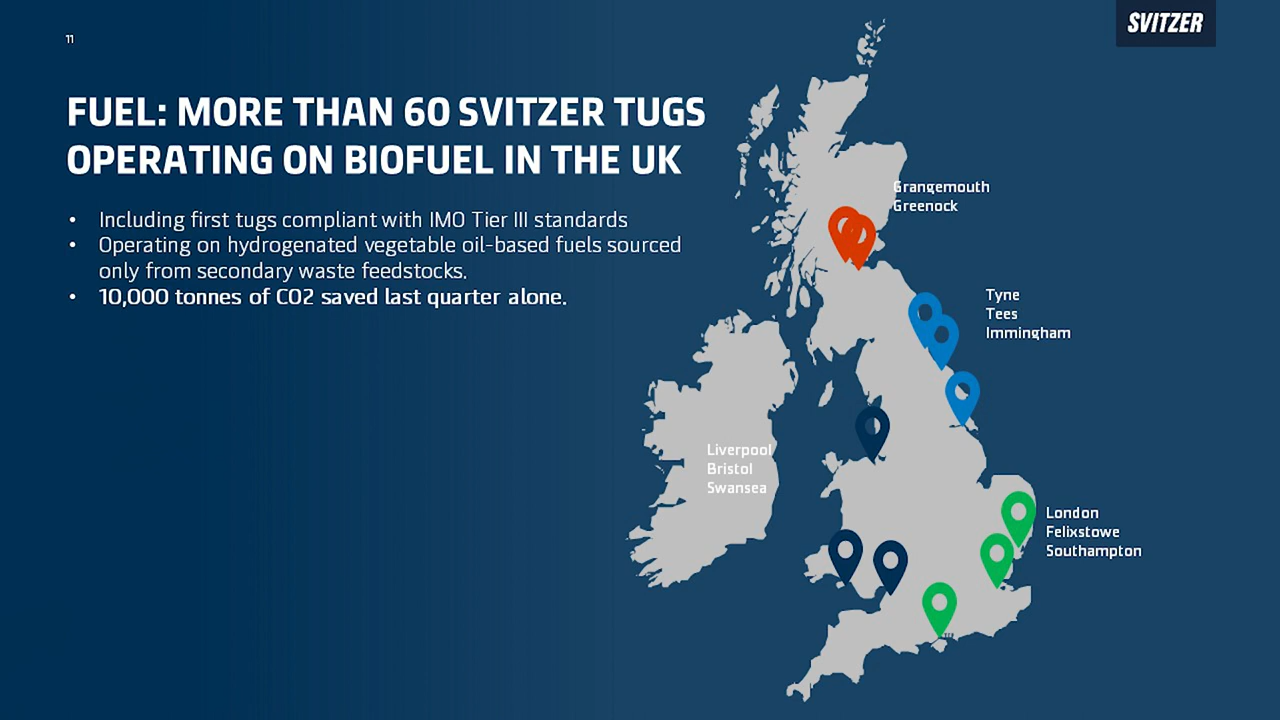 11
SVITZER
FUEL: MORE THAN 60 SVITZER TUGS
OPERATING ON BIOFUEL IN THE UK
• Including first tugs compliant with IMO Tier III standards
• Operating on hydrogenated vegetable oil-based fuels sourced
only from secondary waste feedstocks.
• 10,000 tonnes of CO2 saved last quarter alone.
Grangemouth
Greenock
Tyne
Tees
Immingham
Liverpool
Bristol
Swansea
London
Felixstowe
Southampton